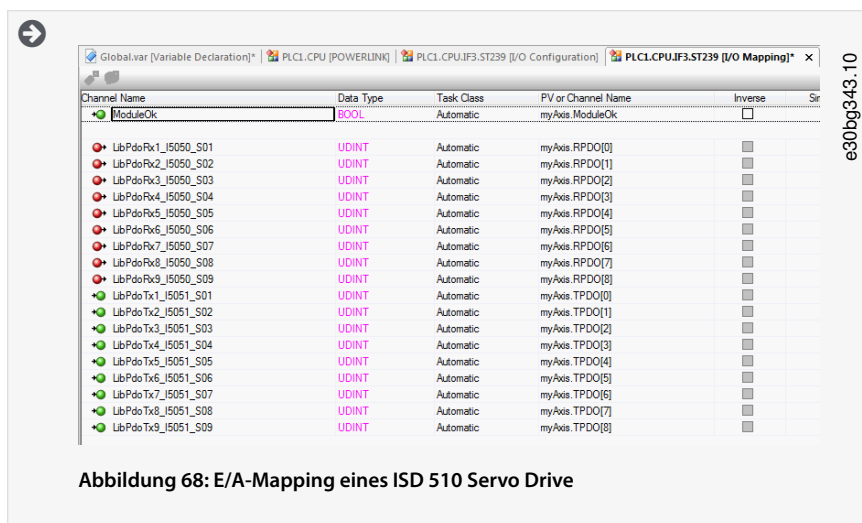 Global.var [Variable Declaration]* PLC1.CPU [POWERLINK] PLC1.CPU.IF3.ST239 [I/O Configuration] PLC1.CPU.IF3.ST239 [I/O Mapping]* x
Channel Name Data Type Task Class PV or Channel Name Inverse Sir
ModuleOk BOOL Automatic myAxis.ModuleOk
LibPdoRx1_I5050_S01 UDINT Automatic myAxis.RPDO[0]
LibPdoRx2_I5050_S02 UDINT Automatic myAxis.RPDO[1]
LibPdoRx3_I5050_S03 UDINT Automatic myAxis.RPDO[2]
LibPdoRx4_I5050_S04 UDINT Automatic myAxis.RPDO[3]
LibPdoRx5_I5050_S05 UDINT Automatic myAxis.RPDO[4]
LibPdoRx6_I5050_S06 UDINT Automatic myAxis.RPDO[5]
LibPdoRx7_I5050_S07 UDINT Automatic myAxis.RPDO[6]
LibPdoRx8_I5050_S08 UDINT Automatic myAxis.RPDO[7]
LibPdoRx9_I5050_S09 UDINT Automatic myAxis.RPDO[8]
LibPdoTx1_I5051_S01 UDINT Automatic myAxis.TPDO[0]
LibPdoTx2_I5051_S02 UDINT Automatic myAxis.TPDO[1]
LibPdoTx3_I5051_S03 UDINT Automatic myAxis.TPDO[2]
LibPdoTx4_I5051_S04 UDINT Automatic myAxis.TPDO[3]
LibPdoTx5_I5051_S05 UDINT Automatic myAxis.TPDO[4]
LibPdoTx6_I5051_S06 UDINT Automatic myAxis.TPDO[5]
LibPdoTx7_I5051_S07 UDINT Automatic myAxis.TPDO[6]
LibPdoTx8_I5051_S08 UDINT Automatic myAxis.TPDO[7]
LibPdoTx9_I5051_S09 UDINT Automatic myAxis.TPDO[8]
e30bg343.10
Abbildung 68: E/A-Mapping eines ISD 510 Servo Drive